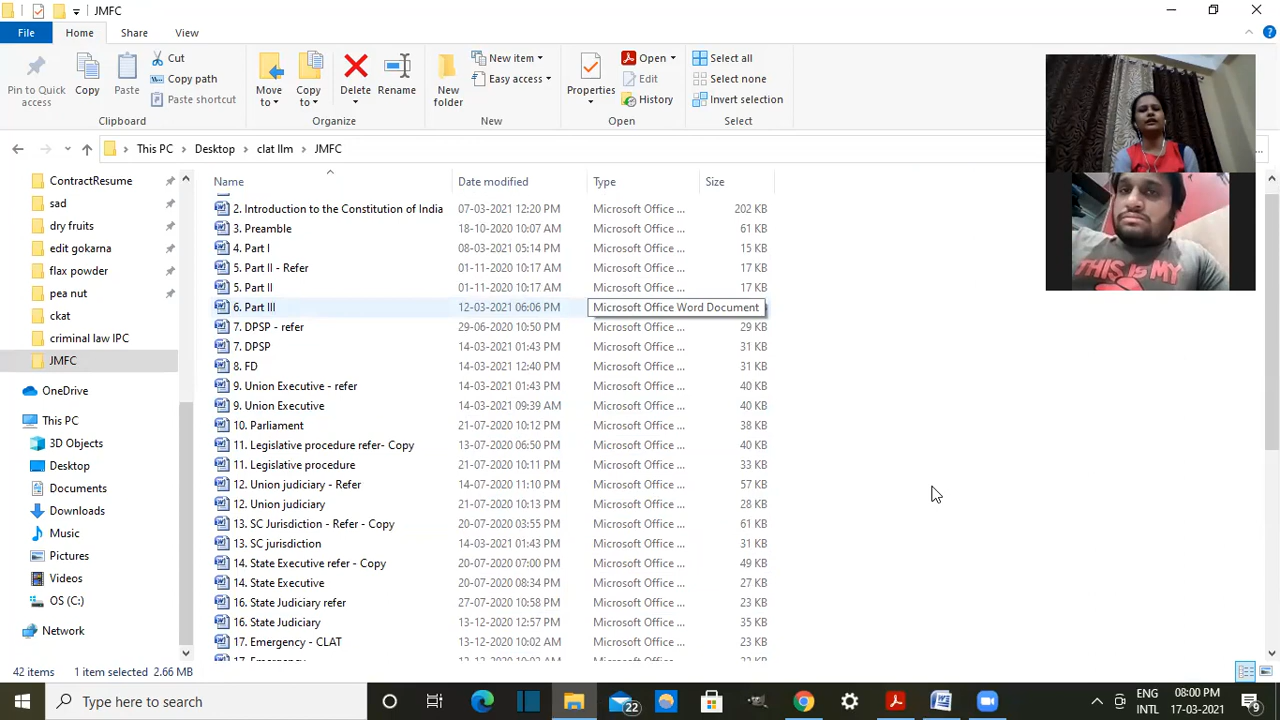 JMFC
File Home Share View
Pin to Quick access
Copy
Paste
Cut
Copy path
Paste shortcut
Clipboard
Move to
Copy to
Delete
Rename
Organize
New folder
New item
Easy access
New
Properties
Open
Edit
History
Open
Select all
Select none
Invert selection
Select
This PC > Desktop > clat llm > JMFC
ContractResume
sad
dry fruits
edit gokarna
flax powder
pea nut
ckat
criminal law IPC
JMFC
OneDrive
This PC
3D Objects
Desktop
Documents
Downloads
Music
Pictures
Videos
OS (C:)
Network
Name Date modified Type Size
2. Introduction to the Constitution of India 07-03-2021 12:20 PM Microsoft Office ... 202 KB
3. Preamble 18-10-2020 10:07 AM Microsoft Office ... 61 KB
4. Part I 08-03-2021 05:14 PM Microsoft Office ... 15 KB
5. Part II - Refer 01-11-2020 10:17 AM Microsoft Office ... 17 KB
5. Part II 01-11-2020 10:17 AM Microsoft Office ... 17 KB
6. Part III 12-03-2021 06:06 PM Microsoft Office Word Document
7. DPSP - refer 29-06-2020 10:50 PM Microsoft Office ... 29 KB
7. DPSP 14-03-2021 01:43 PM Microsoft Office ... 31 KB
8. FD 14-03-2021 12:40 PM Microsoft Office ... 31 KB
9. Union Executive - refer 14-03-2021 01:43 PM Microsoft Office ... 40 KB
9. Union Executive 14-03-2021 09:39 AM Microsoft Office ... 40 KB
10. Parliament 21-07-2020 10:12 PM Microsoft Office ... 38 KB
11. Legislative procedure refer- Copy 13-07-2020 06:50 PM Microsoft Office ... 40 KB
11. Legislative procedure 21-07-2020 10:11 PM Microsoft Office ... 33 KB
12. Union judiciary - Refer 14-07-2020 11:10 PM Microsoft Office ... 57 KB
12. Union judiciary 21-07-2020 10:13 PM Microsoft Office ... 28 KB
13. SC Jurisdiction - Refer - Copy 20-07-2020 03:55 PM Microsoft Office ... 61 KB
13. SC jurisdiction 14-03-2021 01:43 PM Microsoft Office ... 31 KB
14. State Executive refer - Copy 20-07-2020 07:00 PM Microsoft Office ... 49 KB
14. State Executive 20-07-2020 08:34 PM Microsoft Office ... 27 KB
16. State Judiciary refer 27-07-2020 10:58 PM Microsoft Office ... 23 KB
16. State Judiciary 13-12-2020 12:57 PM Microsoft Office ... 35 KB
17. Emergency - CLAT 13-12-2020 10:02 AM Microsoft Office ... 23 KB
THIS IS MY
42 items 1 item selected 2.66 MB
Type here to search
22
ENG
INTL
08:00 PM
17-03-2021
9